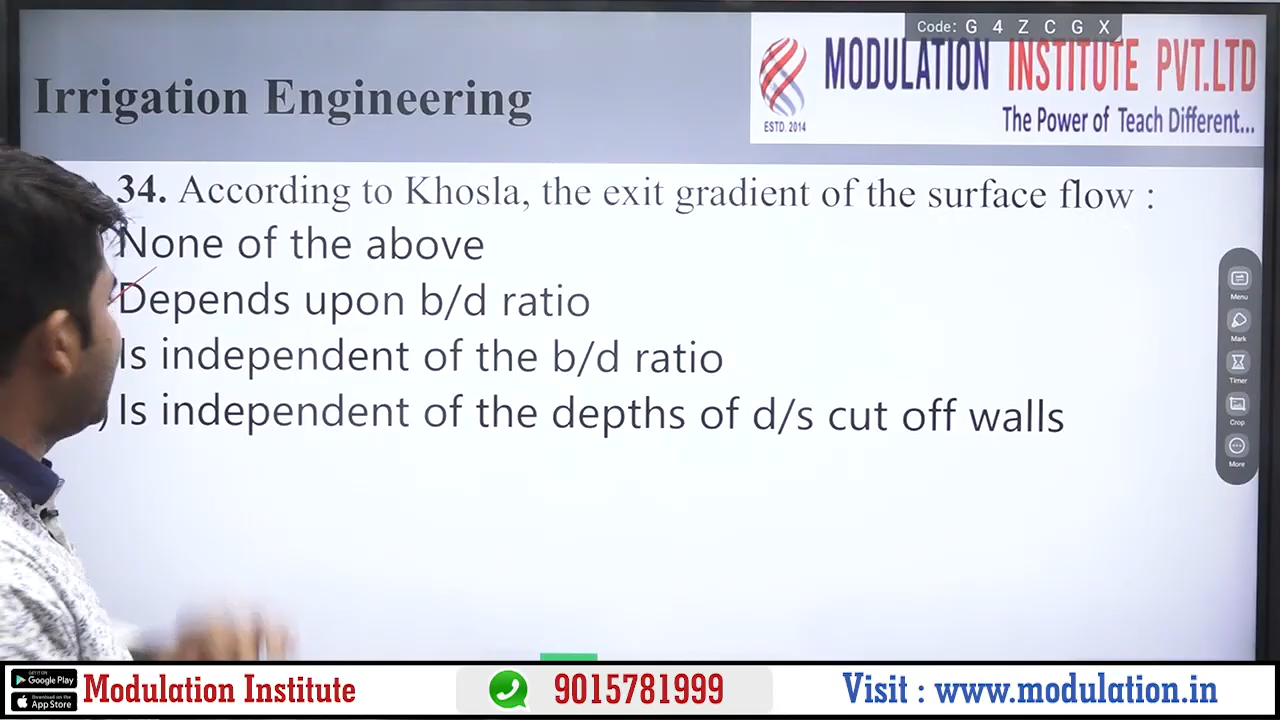 Code: G 4 Z C G X
Irrigation Engineering
MODULATION INSTITUTE PVT.LTD
The Power of Teach Different...
ESTD. 2014
34. According to Khosla, the exit gradient of the surface flow :
None of the above
Depends upon b/d ratio
Is independent of the b/d ratio
) Is independent of the depths of d/s cut off walls
Menu
Mark
Timer
Crop
More
GET IT ON
Google Play
Download on the
App Store
Modulation Institute
9015781999
Visit : www.modulation.in